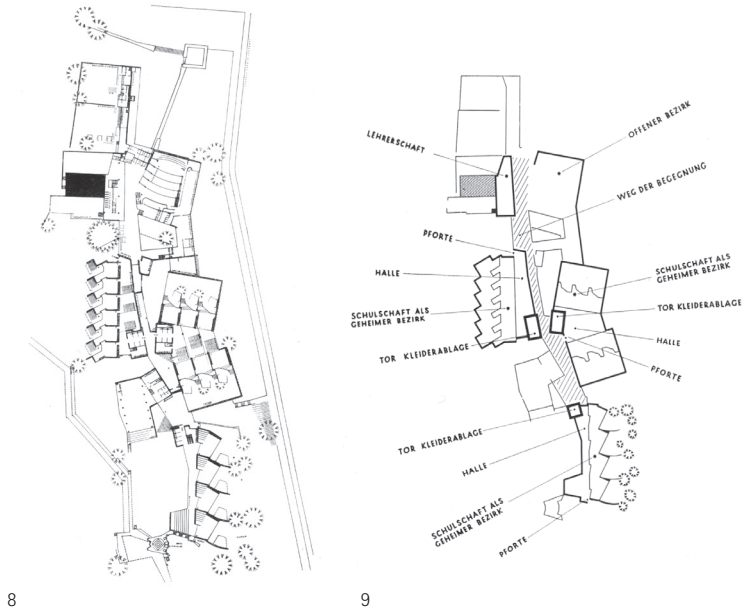 OFFENER BEZIRK
LEHRERSCHAFT
WEG DER BEGEGNUNG
PFORTE
HALLE
SCHULSCHAFT ALS
GEHEIMER BEZIRK
SCHULSCHAFT ALS
GEHEIMER BEZIRK
TOR KLEIDERABLAGE
HALLE
TOR KLEIDERABLAGE
PFORTE
TOR KLEIDERABLAGE
HALLE
SCHULSCHAFT ALS
GEHEIMER BEZIRK
PFORTE
8
9